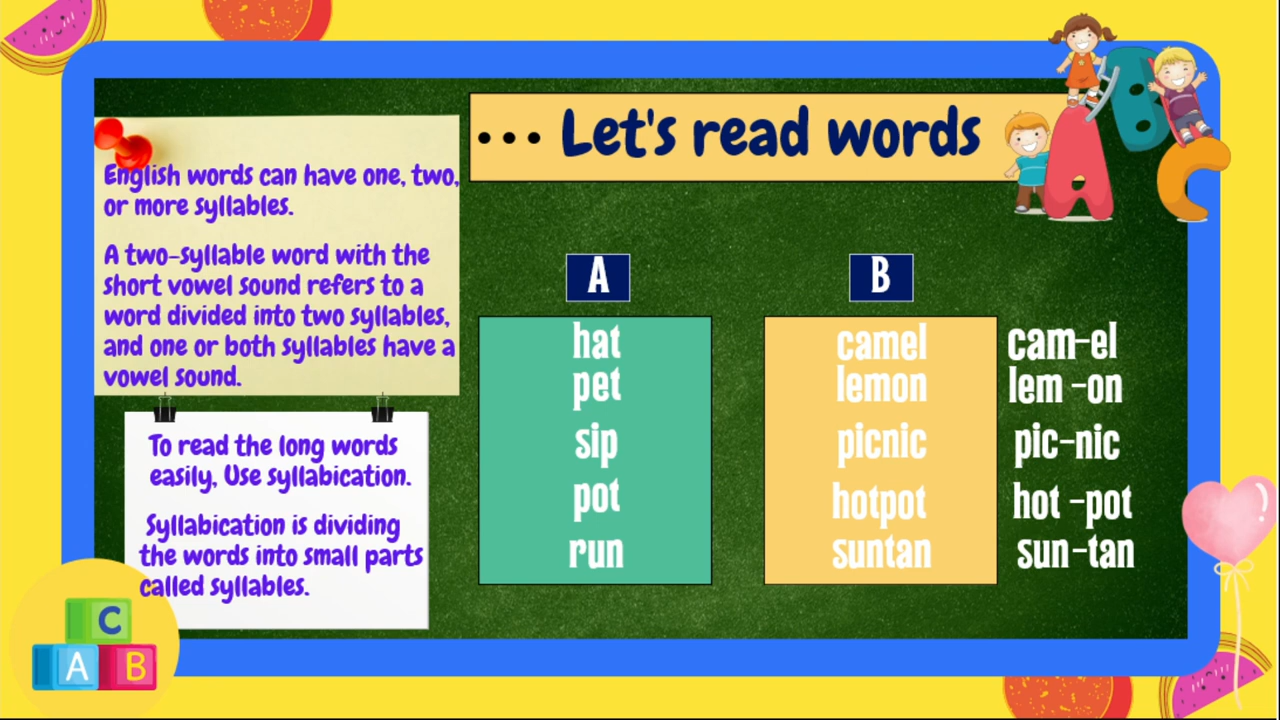 ••• Let's read words
English words can have one, two,
or more syllables.
A two-syllable word with the
short vowel sound refers to a
word divided into two syllables,
and one or both syllables have a
vowel sound.
To read the long words
easily, Use syllabication.
Syllabication is dividing
the words into small parts
called syllables.
A
hat
pet
sip
pot
run
B
camel cam-el
lemon lem -on
picnic pic-nic
hotpot hot -pot
suntan sun-tan
A B C
C
A B